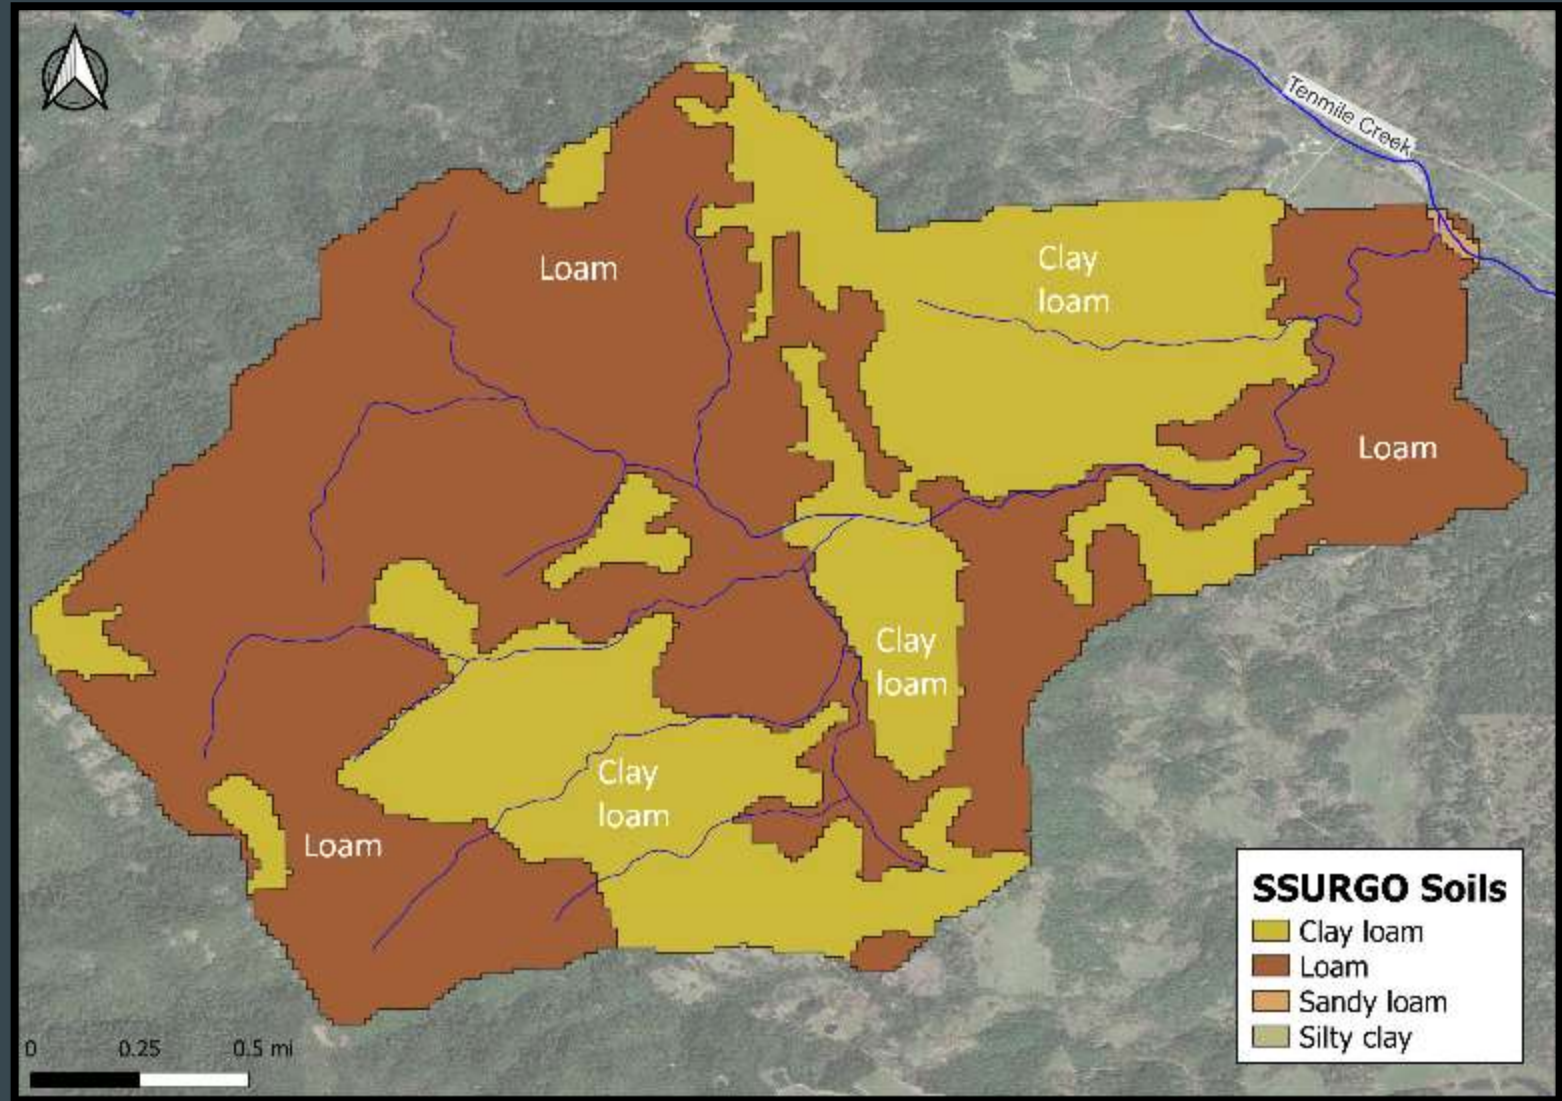 Tenmile Creek
Loam
Clay
loam
Loam
Clay
loam
Clay
loam
Loam
0 0.25 0.5 mi
SSURGO Soils
Clay loam
Loam
Sandy loam
Silty clay